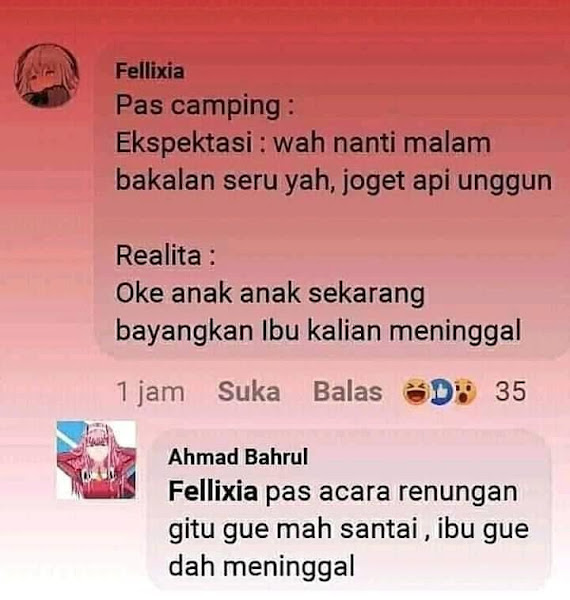 Fellixia
Pas camping :
Ekspektasi : wah nanti malam
bakalan seru yah, joget api unggun
Realita :
Oke anak anak sekarang
bayangkan Ibu kalian meninggal
1 jam Suka Balas 35
Ahmad Bahrul
Fellixia pas acara renungan
gitu gue mah santai , ibu gue
dah meninggal